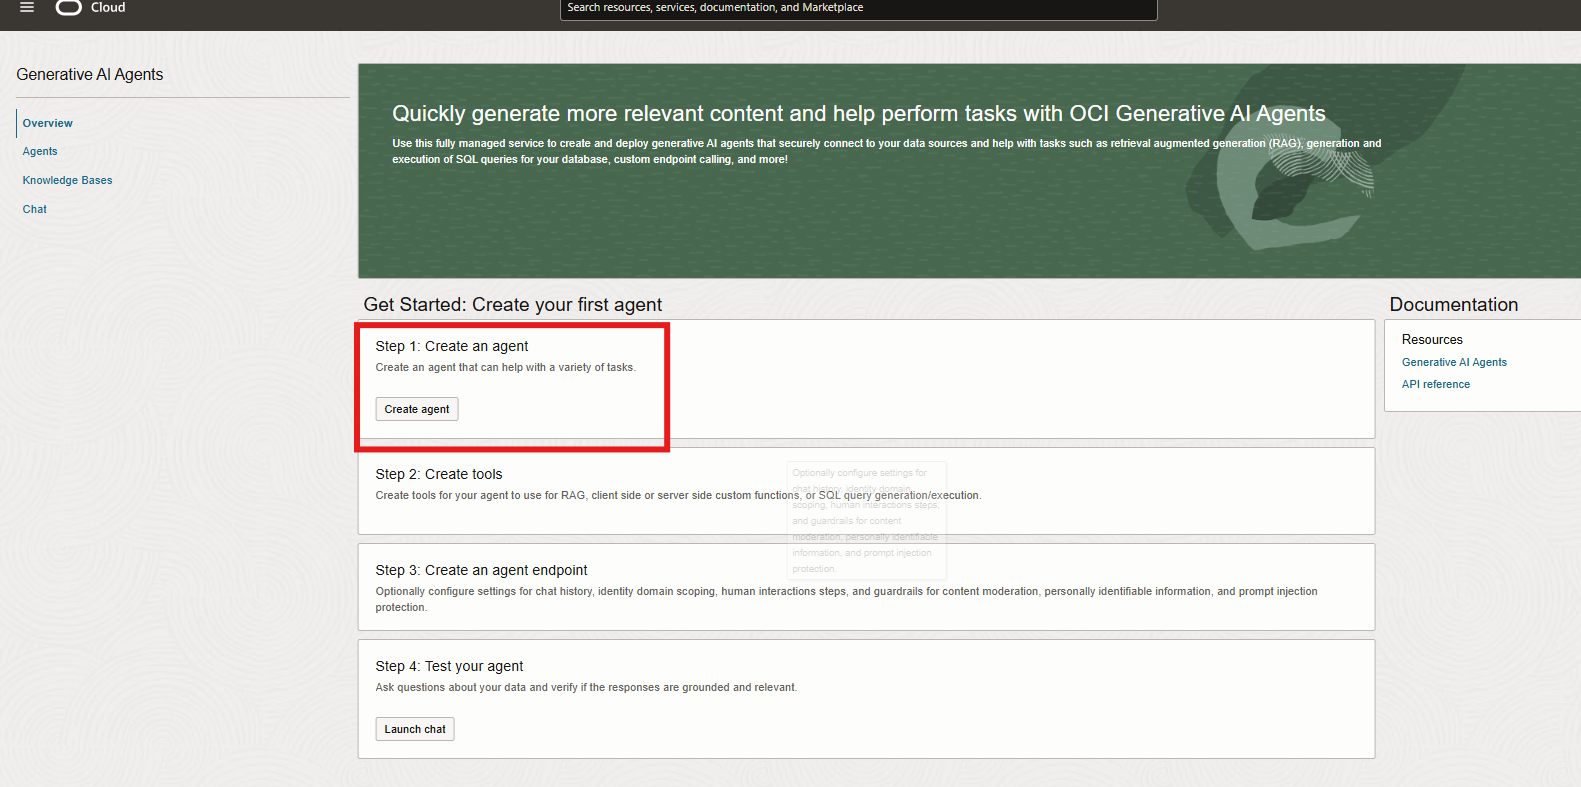 Cloud
Search resources, services, documentation, and Marketplace
Generative AI Agents
Overview
Agents
Knowledge Bases
Chat
Quickly generate more relevant content and help perform tasks with OCI Generative AI Agents
Use this fully managed service to create and deploy generative AI agents that securely connect to your data sources and help with tasks such as retrieval augmented generation (RAG), generation and
execution of SQL queries for your database, custom endpoint calling, and more!
Get Started: Create your first agent
Step 1: Create an agent
Create an agent that can help with a variety of tasks.
Create agent
Step 2: Create tools
Create tools for your agent to use for RAG, client side or server side custom functions, or SQL query generation/execution.
Optionally configure settings for
chat history, identity domain
scoping, human interactions steps,
and guardrails for content
moderation, personally identifiable
information, and prompt injection
protection.
Step 3: Create an agent endpoint
Optionally configure settings for chat history, identity domain scoping, human interactions steps, and guardrails for content moderation, personally identifiable information, and prompt injection
protection.
Step 4: Test your agent
Ask questions about your data and verify if the responses are grounded and relevant.
Launch chat
Documentation
Resources
Generative AI Agents
API reference